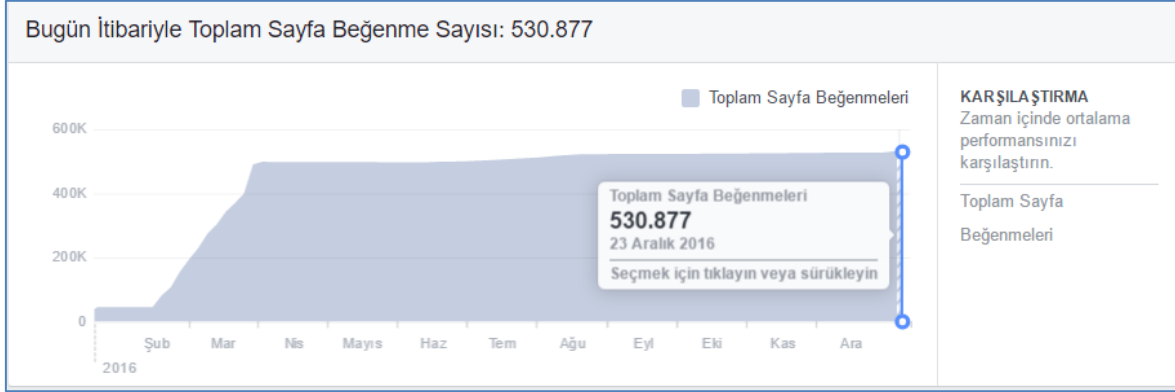 Bugün İtibariyle Toplam Sayfa Beğenme Sayısı: 530.877
Toplam Sayfa Beğenmeleri
600K
400K
200K
0
Toplam Sayfa Beğenmeleri
530.877
23 Aralık 2016
Seçmek için tıklayın veya sürükleyin
Şub Mar Nis Mayıs Haz Tem Ağu Eyl Eki Kas Ara
2016
KARŞILAŞTIRMA
Zaman içinde ortalama
performansınızı
karşılaştırın.
Toplam Sayfa
Beğenmeleri